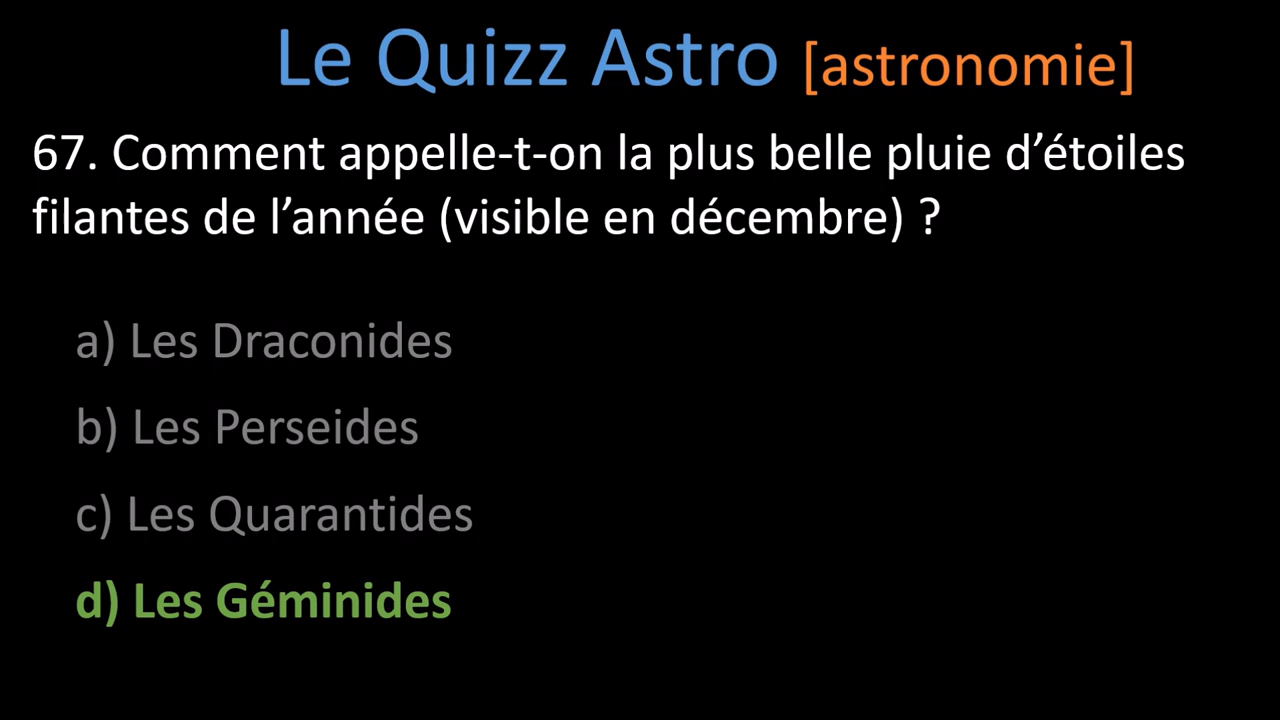 Le Quizz Astro [astronomie]
67. Comment appelle-t-on la plus belle pluie d’étoiles
filantes de l’année (visible en décembre) ?
a) Les Draconides
b) Les Perseides
c) Les Quarantides
d) Les Géminides